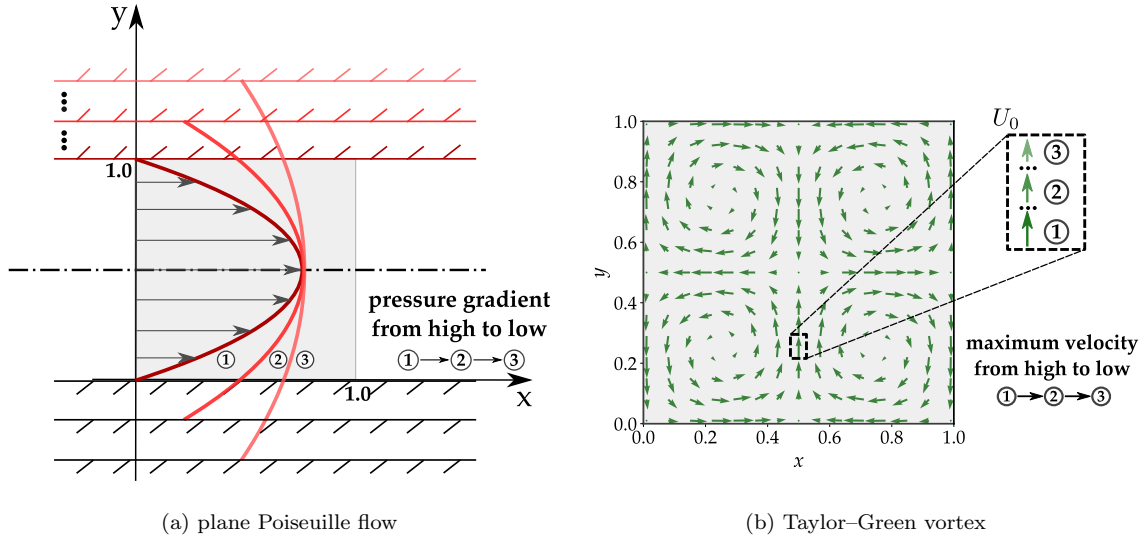 y
1.0
pressure gradient
from high to low
① → ② → ③
① ② ③
1.0
x
(a) plane Poiseuille flow
U₀
③
...
②
...
①
1.0
0.8
0.6
0.4
0.2
0.0
y
0.0 0.2 0.4 0.6 0.8 1.0
x
maximum velocity
from high to low
① → ② → ③
(b) Taylor–Green vortex